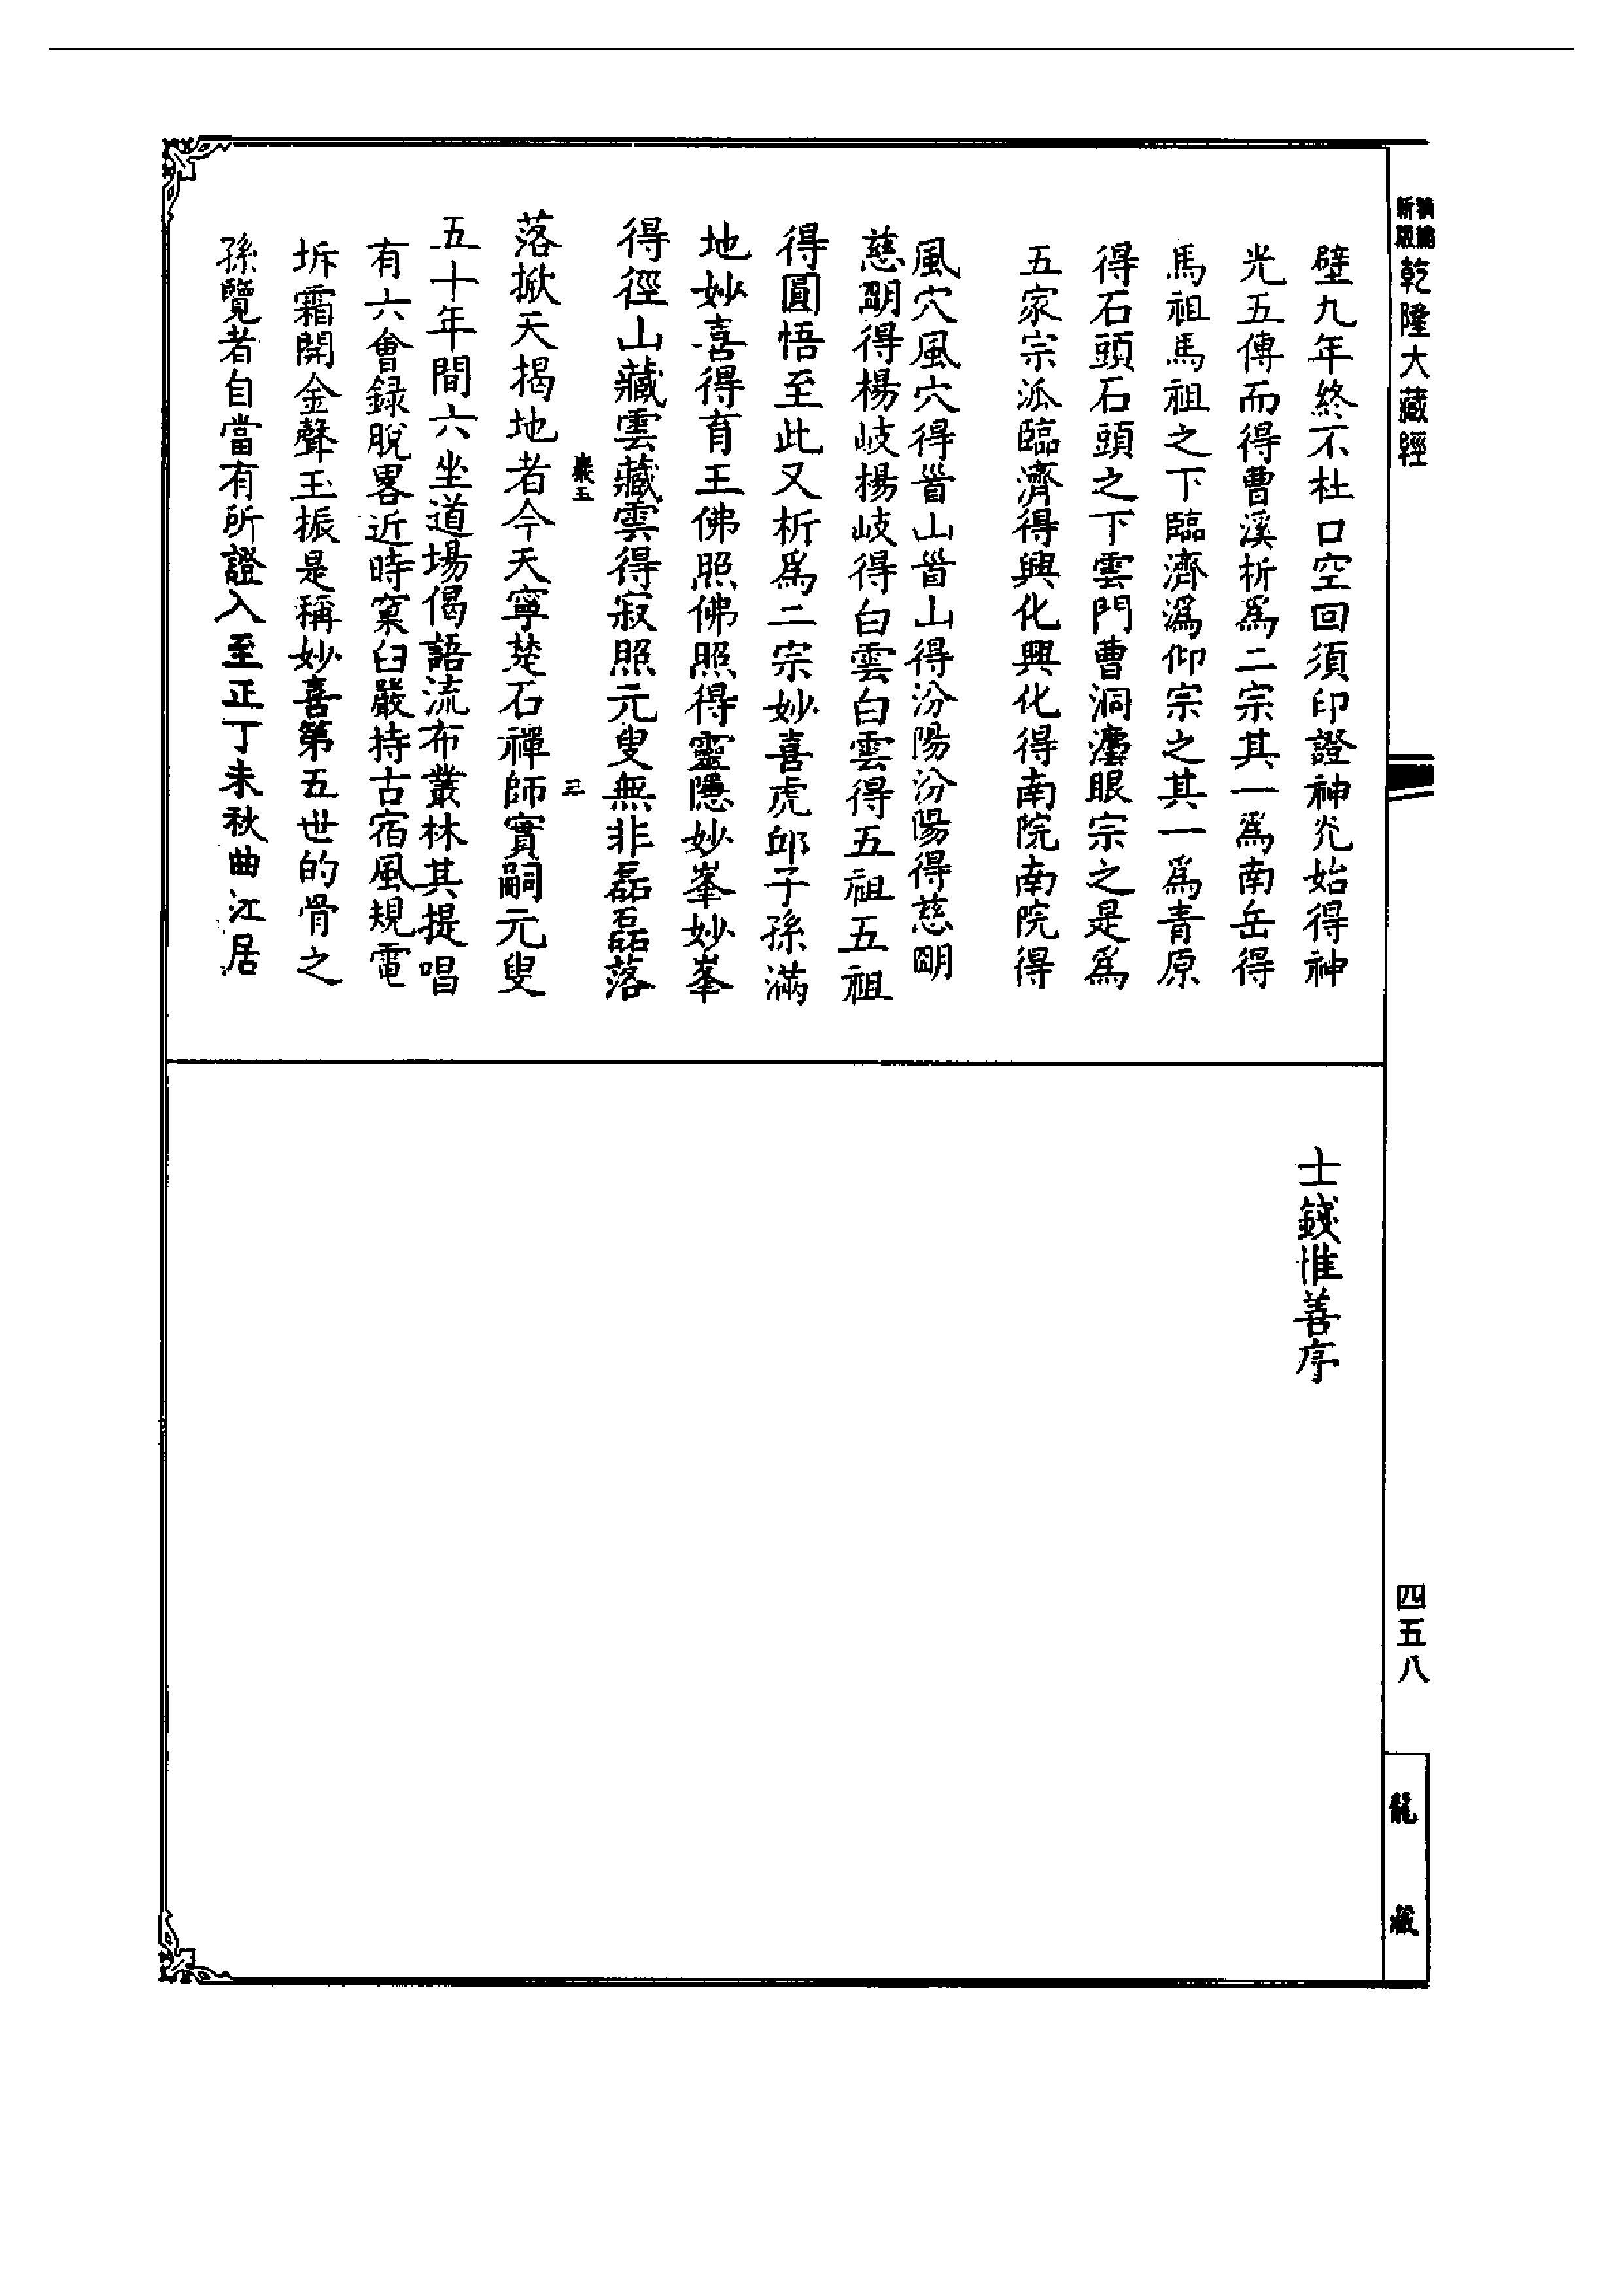 乾隆大藏經
壁九年終不杜口空回須印證神光始得神
光五傳而得曹溪析爲二宗其一爲南岳得
馬祖馬祖之下臨濟潙仰宗之其一爲青原
得石頭石頭之下雲門曹洞灋眼宗之是爲
五家宗派臨濟得興化興化得南院南院得
風穴風穴得首山首山得汾陽汾陽得慈明
慈明得楊岐楊岐得白雲白雲得五祖五祖
得圓悟至此又析爲二宗妙喜虎邱子孫滿
地妙喜得育王佛照佛照得靈隱妙峯妙峯
得徑山藏雲藏雲得寂照元叟無非磊磊落
落掀天揭地者今天寧楚石禪師實嗣元叟
五十年間六坐道場偈語流布叢林其提唱
有六會録脫畧近時窠臼嚴持古宿風規電
坼霜開金聲玉振是稱妙喜第五世的骨之
孫覽者自當有所證入至正丁未秋曲江居
士錢惟善序
四五八
龍藏